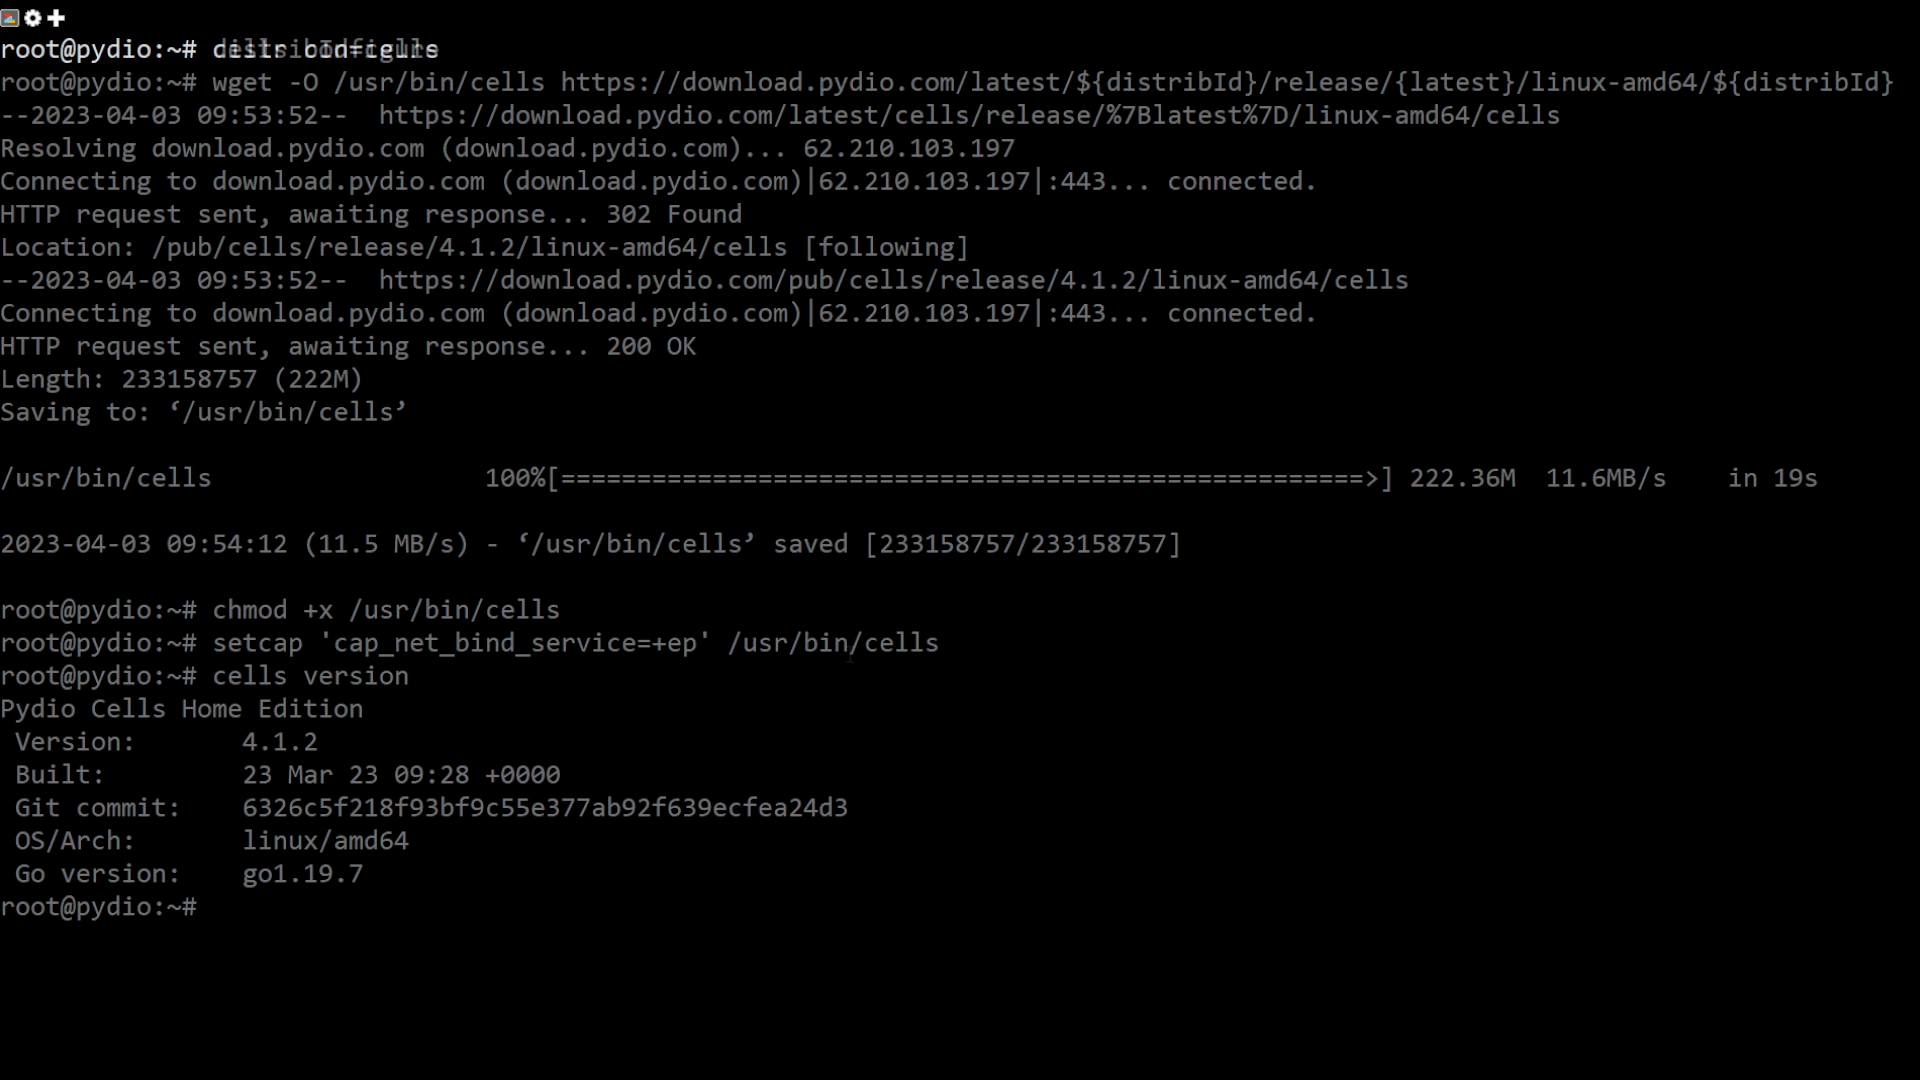 root@pydio:~#
root@pydio:~# wget -O /usr/bin/cells https://download.pydio.com/latest/${distribId}/release/{latest}/linux-amd64/${distribId}
--2023-04-03 09:53:52--  https://download.pydio.com/latest/cells/release/%7Blatest%7D/linux-amd64/cells
Resolving download.pydio.com (download.pydio.com)... 62.210.103.197
Connecting to download.pydio.com (download.pydio.com)|62.210.103.197|:443... connected.
HTTP request sent, awaiting response... 302 Found
Location: /pub/cells/release/4.1.2/linux-amd64/cells [following]
--2023-04-03 09:53:52--  https://download.pydio.com/pub/cells/release/4.1.2/linux-amd64/cells
Connecting to download.pydio.com (download.pydio.com)|62.210.103.197|:443... connected.
HTTP request sent, awaiting response... 200 OK
Length: 233158757 (222M)
Saving to: ‘/usr/bin/cells’
/usr/bin/cells 100%[=====================================================>] 222.36M 11.6MB/s in 19s
2023-04-03 09:54:12 (11.5 MB/s) - ‘/usr/bin/cells’ saved [233158757/233158757]
root@pydio:~# chmod +x /usr/bin/cells
root@pydio:~# setcap 'cap_net_bind_service=+ep' /usr/bin/cells
root@pydio:~# cells version
Pydio Cells Home Edition
Version: 4.1.2
Built: 23 Mar 23 09:28 +0000
Git commit: 6326c5f218f93bf9c55e377ab92f639ecfea24d3
OS/Arch: linux/amd64
Go version: go1.19.7
root@pydio:~#